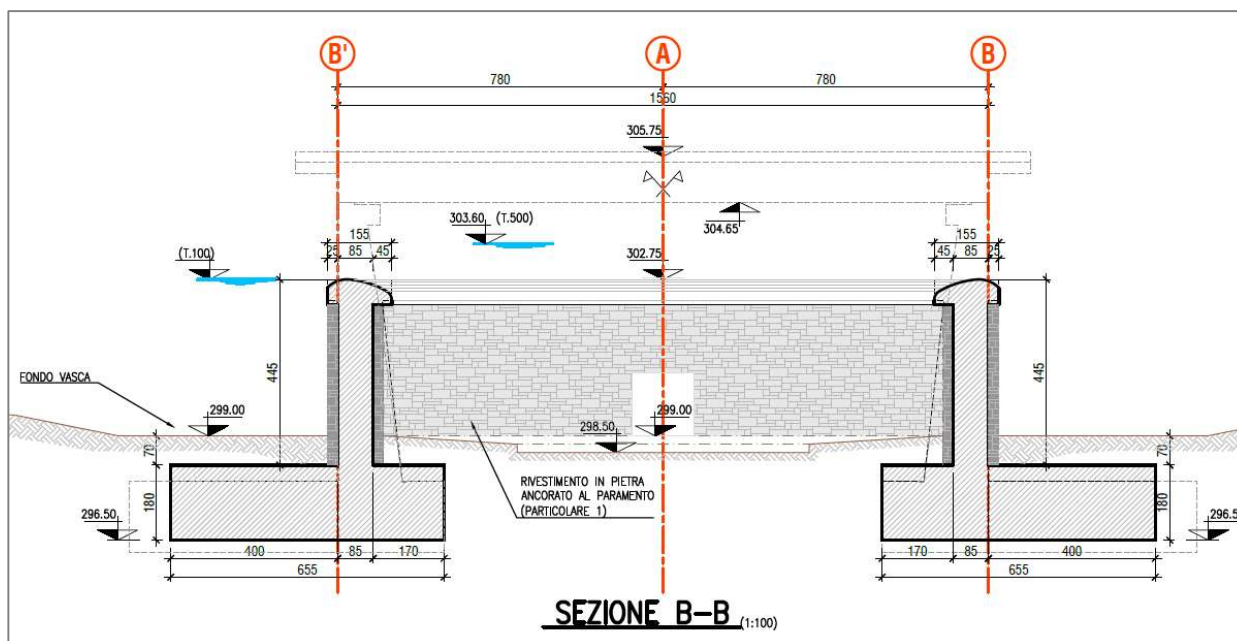 B' A B
780 780
1560
305.75
303.60 (T.500)
304.65
155 155
(T.100)
25 85 45 302.75 45 85 25
445 445
FONDO VASCA
299.00 299.00
298.50
70 70
RIVESTIMENTO IN PIETRA
ANCORATO AL PARAMENTO
(PARTICOLARE 1)
180 180
296.50 296.5
400 85 170 170 85 400
655 655
SEZIONE B-B (1:100)